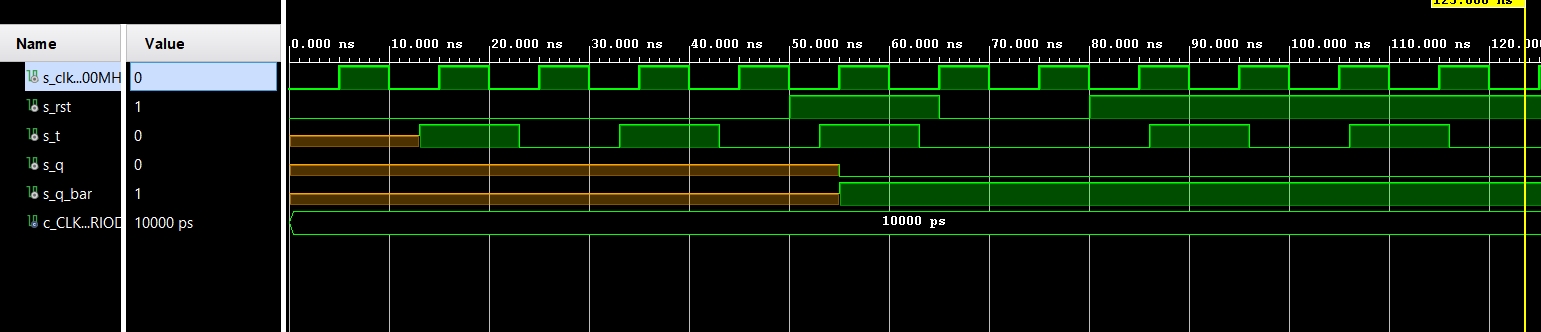 125.000 ns
Name Value
0.000 ns 10.000 ns 20.000 ns 30.000 ns 40.000 ns 50.000 ns 60.000 ns 70.000 ns 80.000 ns 90.000 ns 100.000 ns 110.000 ns 120.00
s_clk...00MH 0
s_rst 1
s_t 0
s_q 0
s_q_bar 1
c_CLK...RIOD 10000 ps 10000 ps